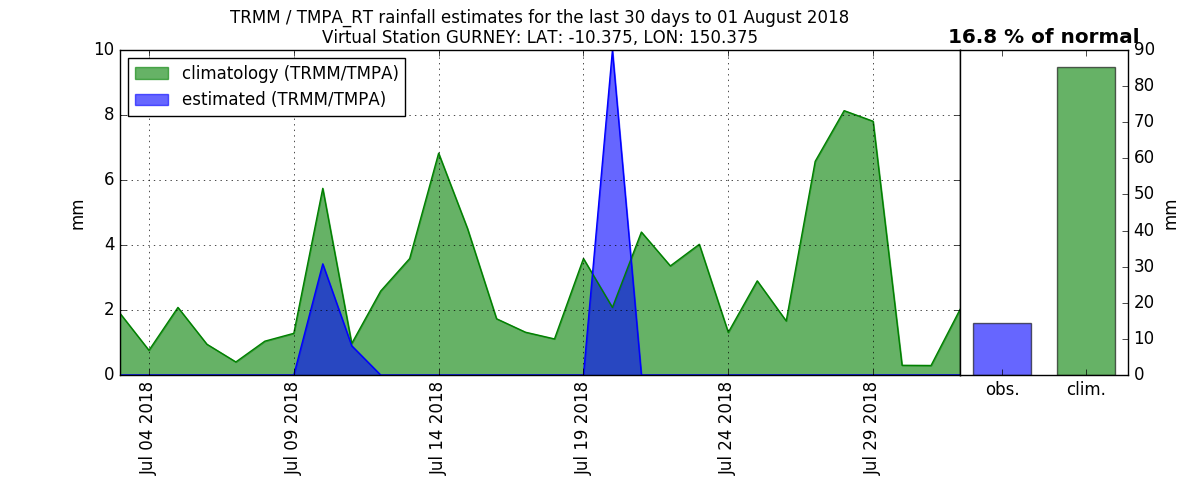 TRMM / TMPA_RT rainfall estimates for the last 30 days to 01 August 2018
Virtual Station GURNEY: LAT: -10.375, LON: 150.375
16.8 % of normal
climatology (TRMM/TMPA)
estimated (TRMM/TMPA)
mm
10
8
6
4
2
0
Jul 04 2018
Jul 09 2018
Jul 14 2018
Jul 19 2018
Jul 24 2018
Jul 29 2018
obs.
clim.
90
80
70
60
50
40
30
20
10
0
mm